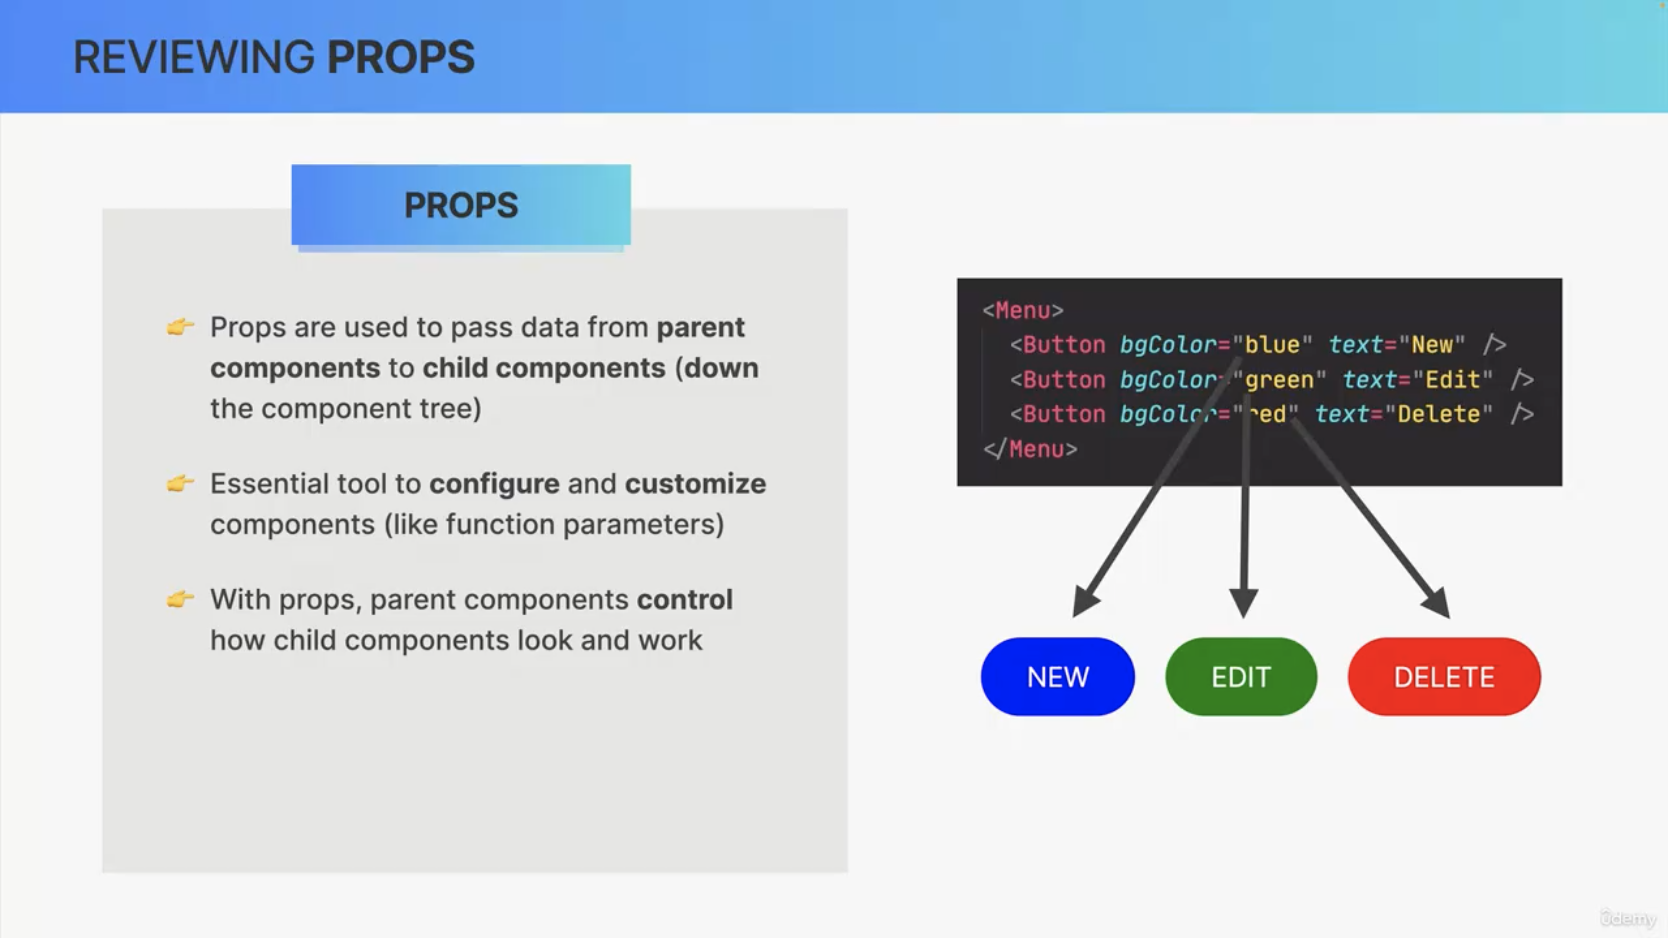 REVIEWING PROPS
PROPS
👉 Props are used to pass data from parent
components to child components (down
the component tree)
👉 Essential tool to configure and customize
components (like function parameters)
👉 With props, parent components control
how child components look and work
<Menu>
<Button bgColor="blue" text="New" />
<Button bgColor="green" text="Edit" />
<Button bgColor="red" text="Delete" />
</Menu>
NEW
EDIT
DELETE
ûdemy